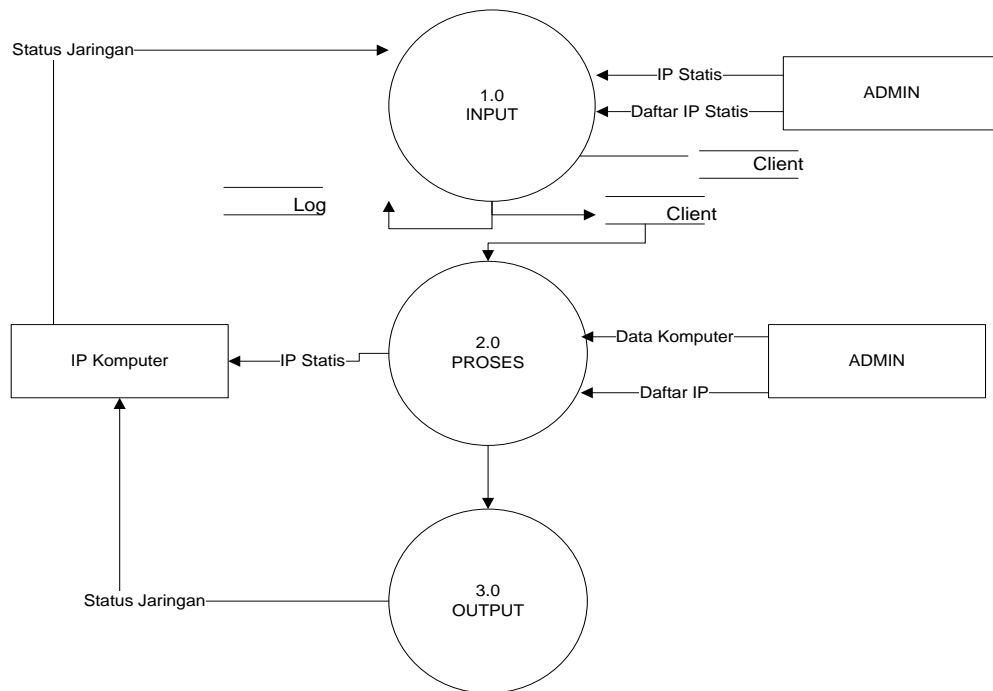 Status Jaringan
1.0
INPUT
IP Statis
Daftar IP Statis
ADMIN
Client
Log
Client
IP Komputer
IP Statis
2.0
PROSES
Data Komputer
Daftar IP
ADMIN
Status Jaringan
3.0
OUTPUT